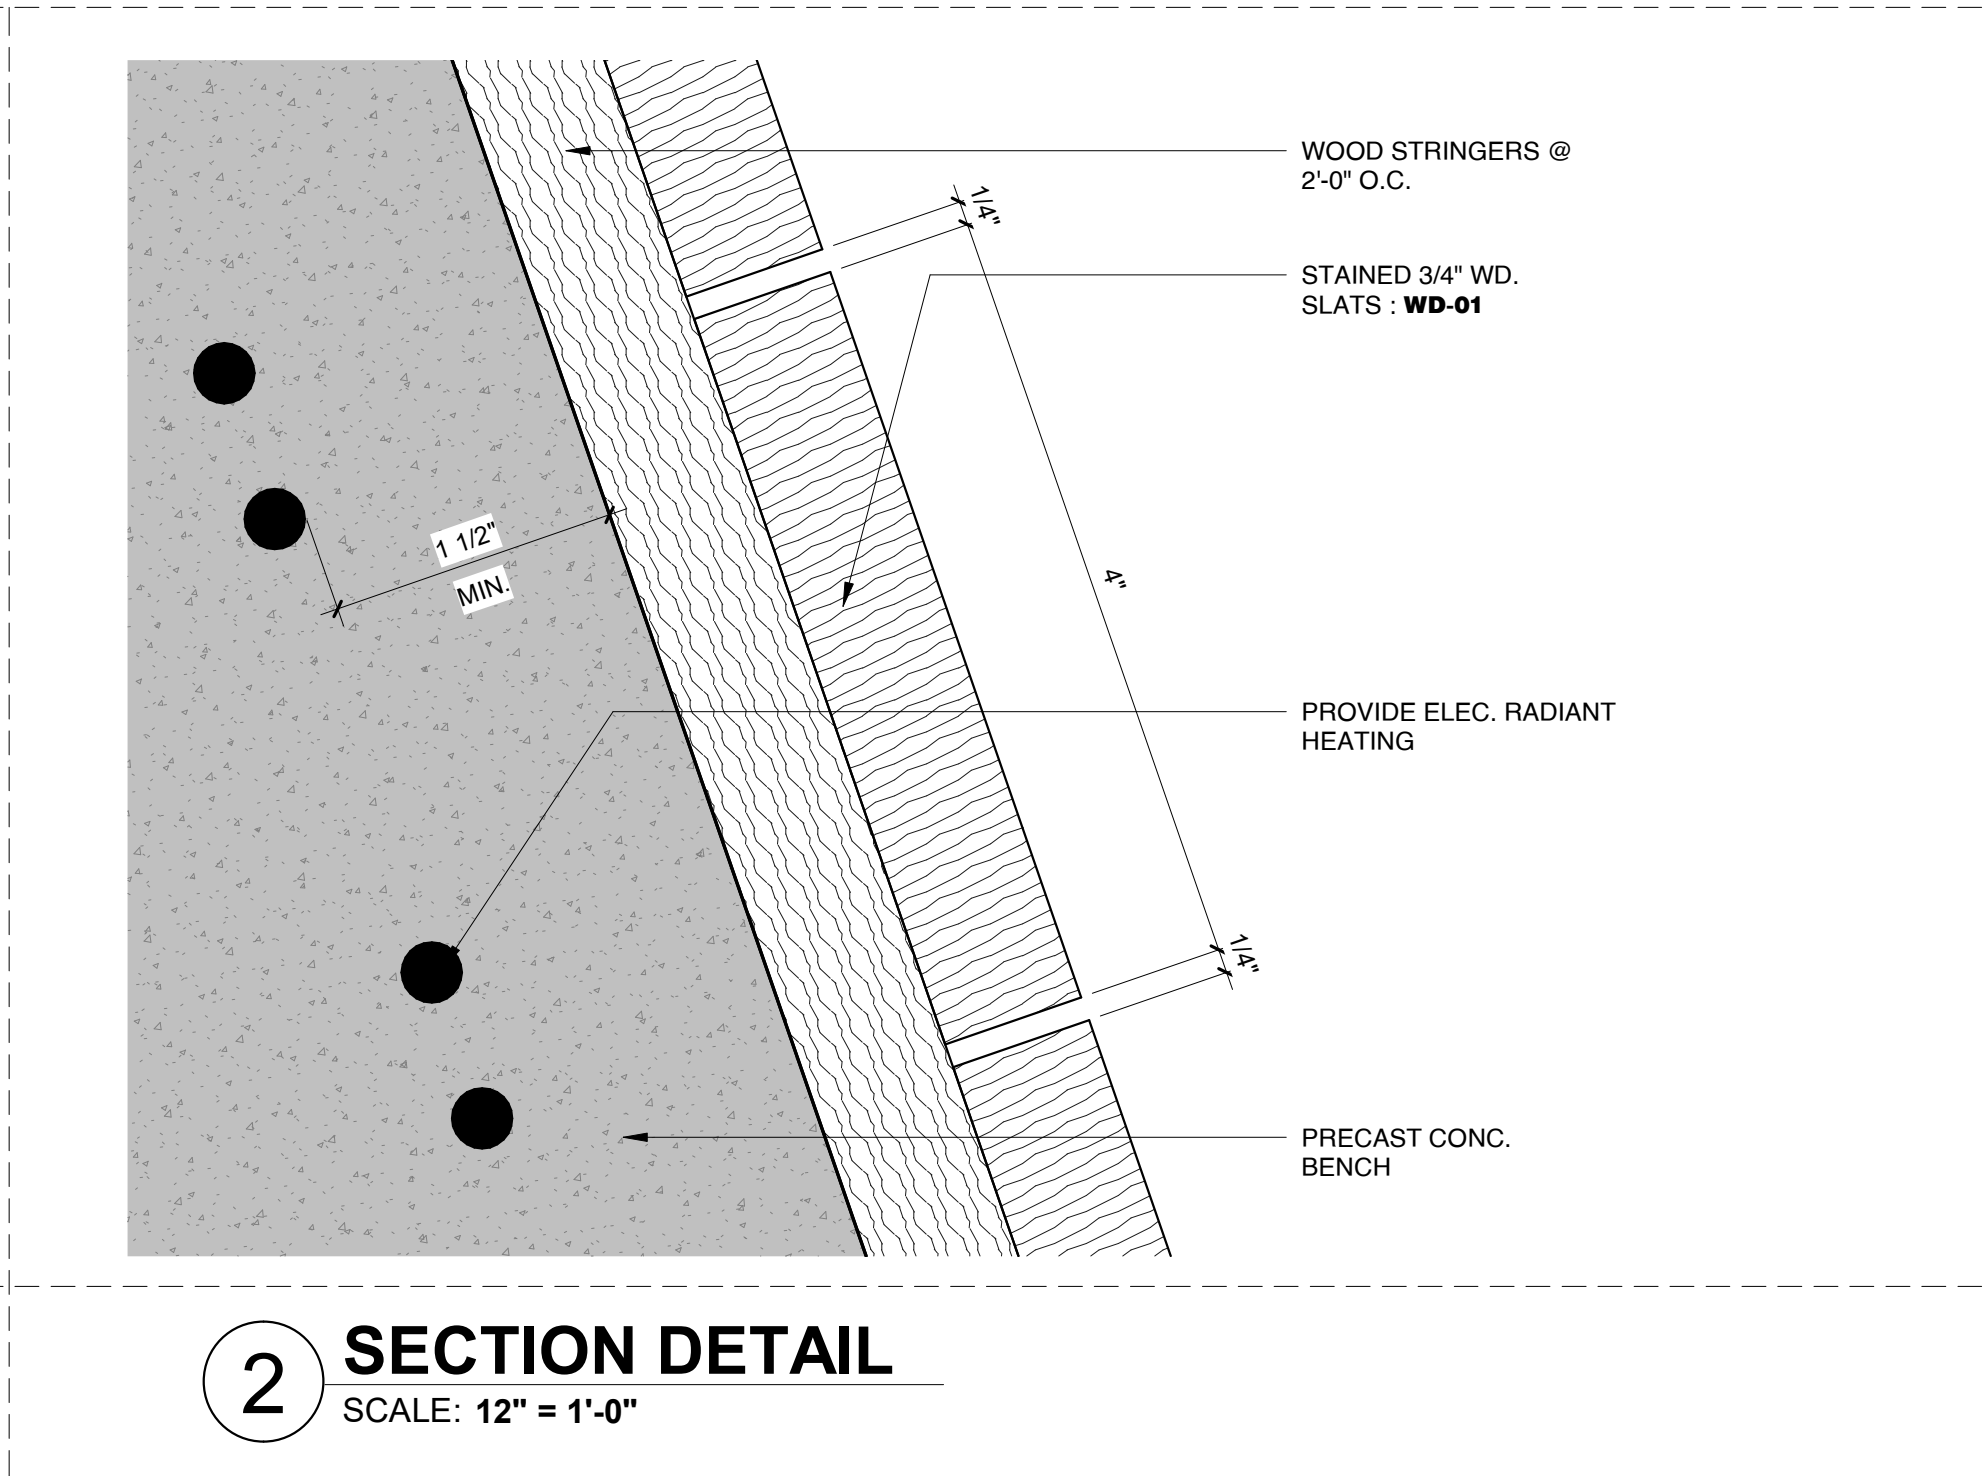 WOOD STRINGERS @
2'-0" O.C.
1/4"
STAINED 3/4" WD.
SLATS : WD-01
1 1/2"
MIN.
4"
PROVIDE ELEC. RADIANT
HEATING
1/4"
PRECAST CONC.
BENCH
2
SECTION DETAIL
SCALE: 12" = 1'-0"